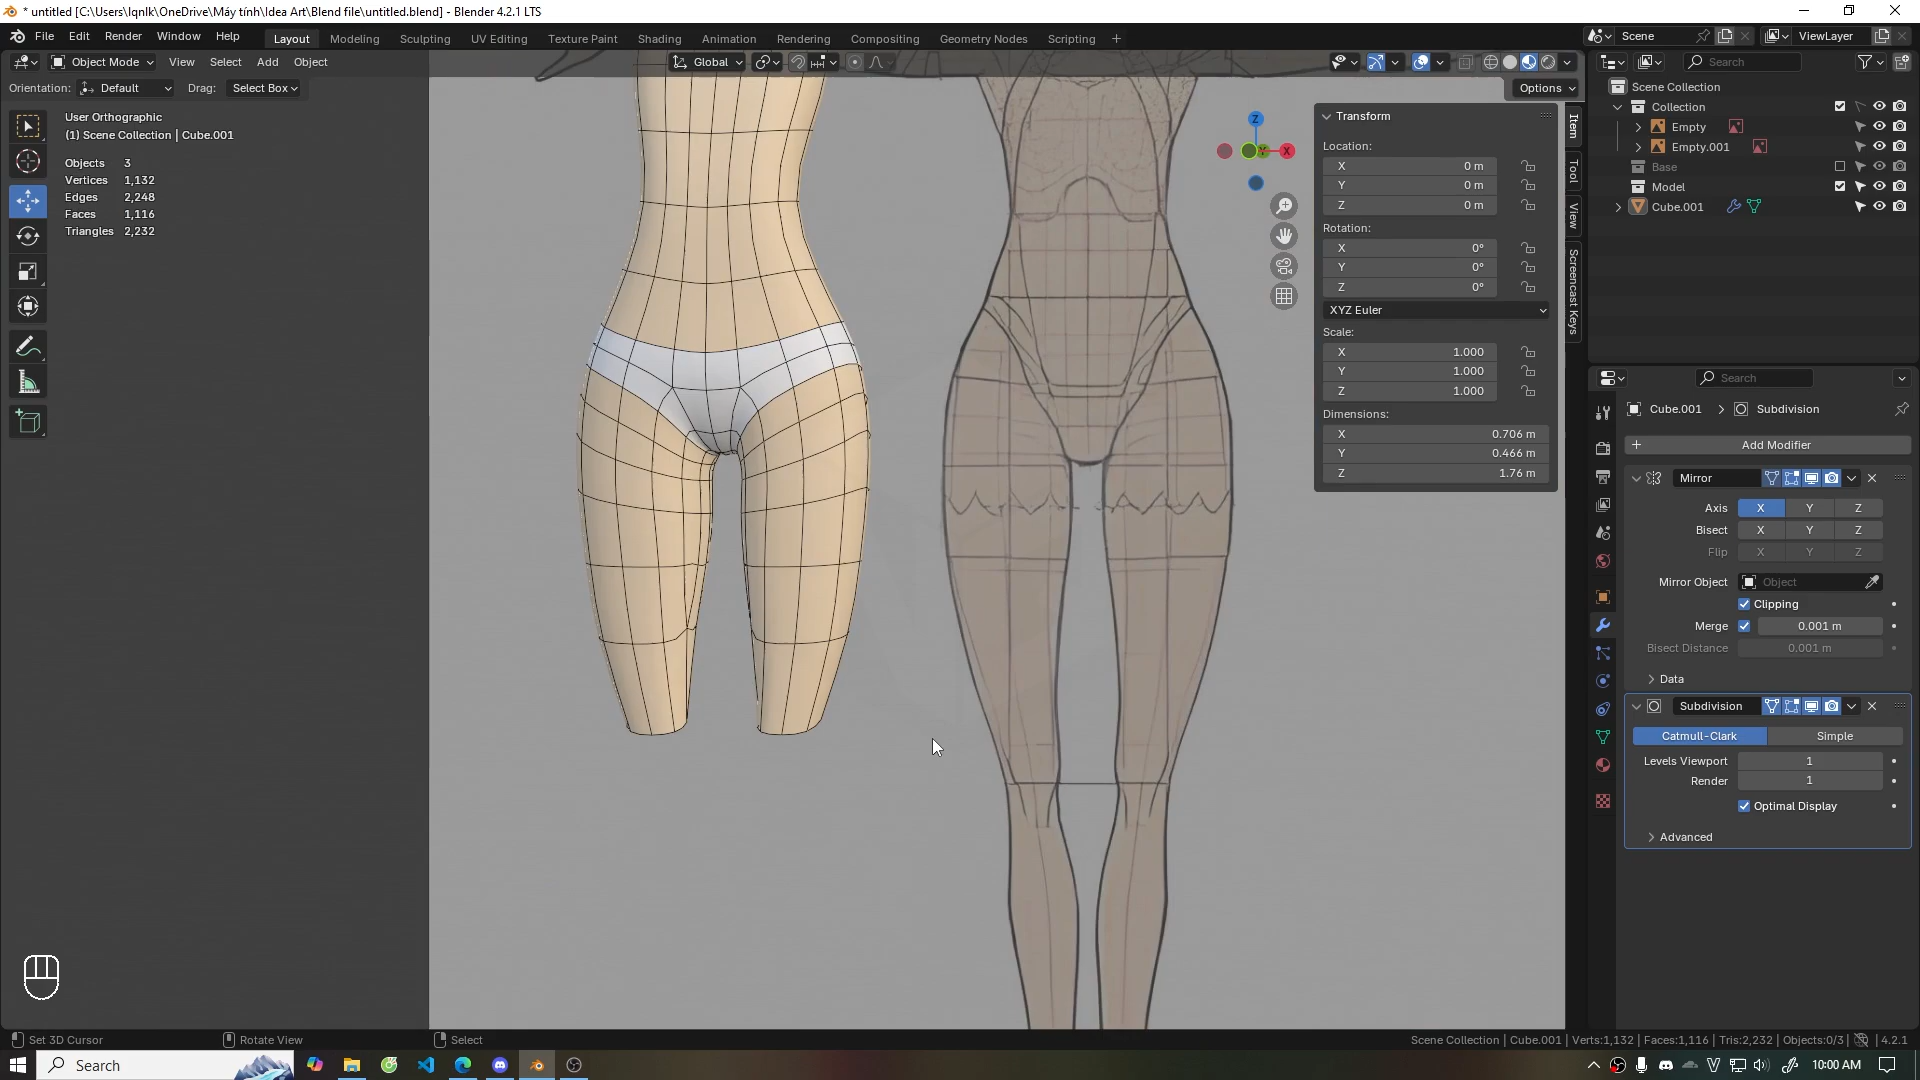 * untitled [C:\Users\lqnlk\OneDrive\Máy tính\Idea Art\Blend file\untitled.blend] - Blender 4.2.1 LTS
File Edit Render Window Help Layout Modeling Sculpting UV Editing Texture Paint Shading Animation Rendering Compositing Geometry Nodes Scripting + Scene ViewLayer
Object Mode View Select Add Object Global Search
Orientation: Default Drag: Select Box Options
User Orthographic
(1) Scene Collection | Cube.001
Objects 3
Vertices 1,132
Edges 2,248
Faces 1,116
Triangles 2,232
Z
X
Transform
Location:
X 0 m
Y 0 m
Z 0 m
Rotation:
X 0°
Y 0°
Z 0°
XYZ Euler
Scale:
X 1.000
Y 1.000
Z 1.000
Dimensions:
X 0.706 m
Y 0.466 m
Z 1.76 m
Item
Tool
View
Screencast Keys
Scene Collection
Collection
Empty
Empty.001
Base
Model
Cube.001
Search
Cube.001 > Subdivision
+ Add Modifier
Mirror
Axis X Y Z
Bisect X Y Z
Flip X Y Z
Mirror Object Object
Clipping
Merge 0.001 m
Bisect Distance 0.001 m
Data
Subdivision
Catmull-Clark Simple
Levels Viewport 1
Render 1
Optimal Display
Advanced
Set 3D Cursor Rotate View Select Scene Collection | Cube.001 | Verts:1,132 | Faces:1,116 | Tris:2,232 | Objects:0/3 | 4.2.1
Search 10:00 AM